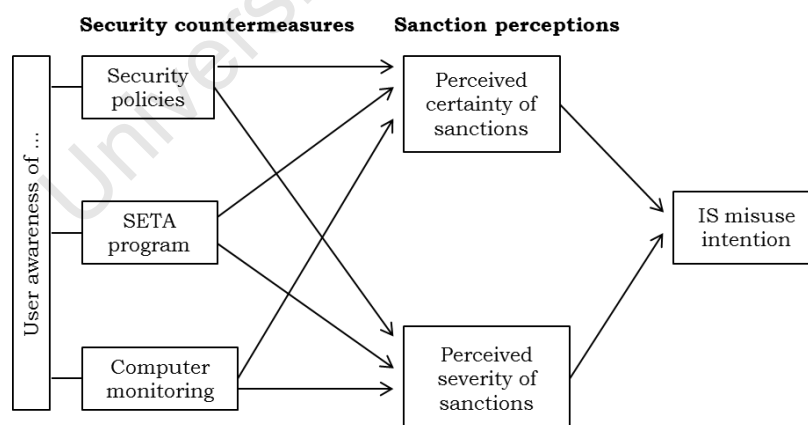 Security countermeasures
Sanction perceptions
User awareness of ...
Security
policies
SETA
program
Computer
monitoring
Perceived
certainty of
sanctions
Perceived
severity of
sanctions
IS misuse
intention